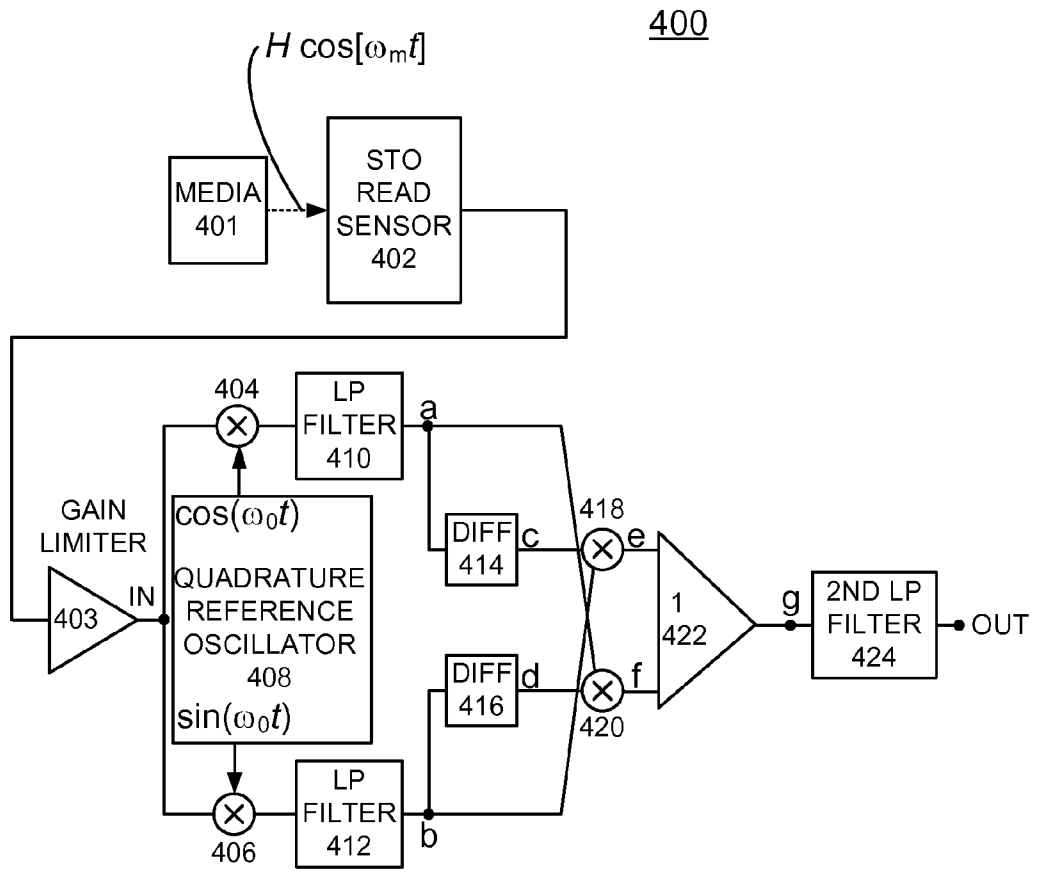 400
H cos[ωₘt]
MEDIA
401
STO
READ
SENSOR
402
404
LP
FILTER
410
a
GAIN
LIMITER
403
IN
cos(ω₀t)
QUADRATURE
REFERENCE
OSCILLATOR
408
sin(ω₀t)
406
LP
FILTER
412
b
DIFF
414
c
DIFF
416
d
418
e
420
f
1
422
g
2ND LP
FILTER
424
OUT